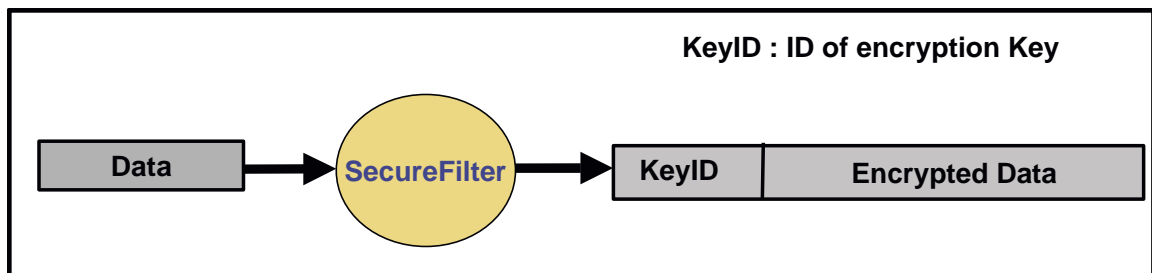 KeyID : ID of encryption Key
Data
SecureFilter
KeyID
Encrypted Data